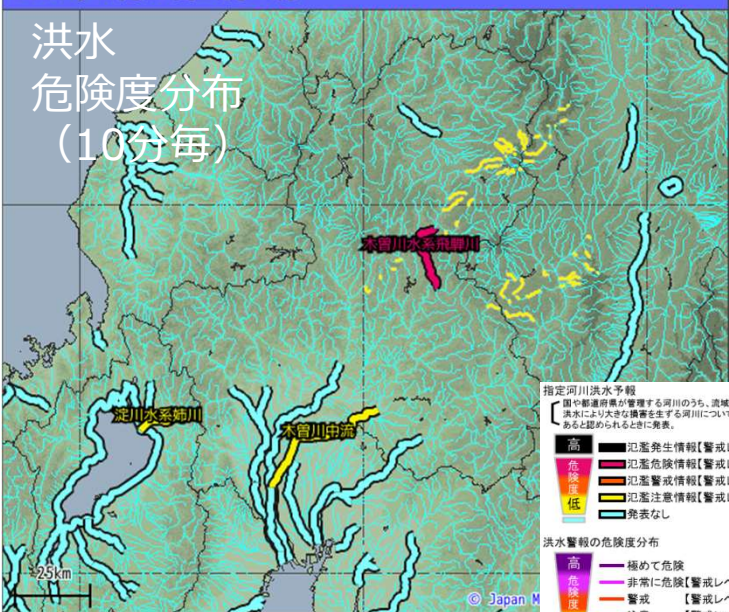 洪水
危険度分布
（10分毎）
木曽川水系飛騨川
淀川水系姉川
木曽川中流
25km
© Japan M
指定河川洪水予報
国や都道府県が管理する河川のうち、流域
洪水により大きな損害を生ずる河川につい
あると認められるときに発表。
高
危険度
低
氾濫発生情報【警戒レ
氾濫危険情報【警戒レ
氾濫警戒情報【警戒レ
氾濫注意情報【警戒レ
発表なし
洪水警報の危険度分布
高
危険度
極めて危険
非常に危険【警戒レベ
警戒 【警戒レベ